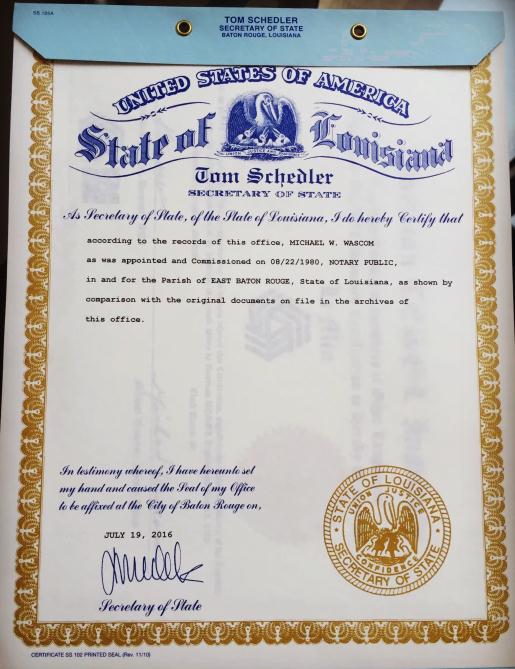 SS 109A
TOM SCHEDLER
SECRETARY OF STATE
BATON ROUGE, LOUISIANA
UNITED STATES OF AMERICA
State of Louisiana
UNION JUSTICE AND CONFIDENCE
Tom Schedler
SECRETARY OF STATE
As Secretary of State, of the State of Louisiana, I do hereby Certify that
according to the records of this office, MICHAEL W. WASCOM
as was appointed and Commissioned on 08/22/1980, NOTARY PUBLIC,
in and for the Parish of EAST BATON ROUGE, State of Louisiana, as shown by
comparison with the original documents on file in the archives of
this office.
In testimony whereof, I have hereunto set
my hand and caused the Seal of my Office
to be affixed at the City of Baton Rouge on,
JULY 19, 2016
Secretary of State
STATE OF LOUISIANA
UNION JUSTICE
CONFIDENCE
SECRETARY OF STATE
CERTIFICATE SS 102 PRINTED SEAL (Rev. 11/10)